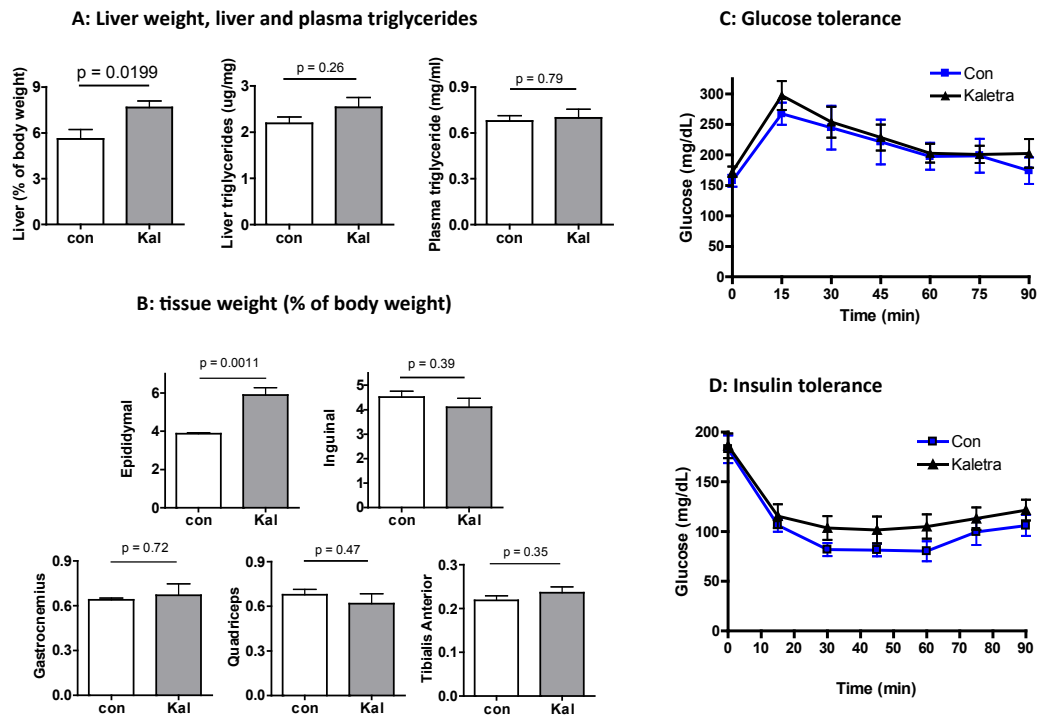 A: Liver weight, liver and plasma triglycerides
p = 0.0199
Liver (% of body weight)
9
6
3
0
con Kal
p = 0.26
Liver triglycerides (ug/mg)
3
2
1
0
con Kal
p = 0.79
Plasma triglyceride (mg/ml)
0.9
0.6
0.3
0.0
con Kal
B: tissue weight (% of body weight)
p = 0.0011
Epididymal
6
4
2
0
con Kal
p = 0.39
Inguinal
5
4
3
2
1
0
con Kal
p = 0.72
Gastrocnemius
0.9
0.6
0.3
0.0
con Kal
p = 0.47
Quadriceps
0.9
0.6
0.3
0.0
con Kal
p = 0.35
Tibialis Anterior
0.3
0.2
0.1
0.0
con Kal
C: Glucose tolerance
Con
Kaletra
Glucose (mg/dL)
300
250
200
150
100
50
0
0 15 30 45 60 75 90
Time (min)
D: Insulin tolerance
Con
Kaletra
Glucose (mg/dL)
200
150
100
50
0
0 10 20 30 40 50 60 70 80 90
Time (min)